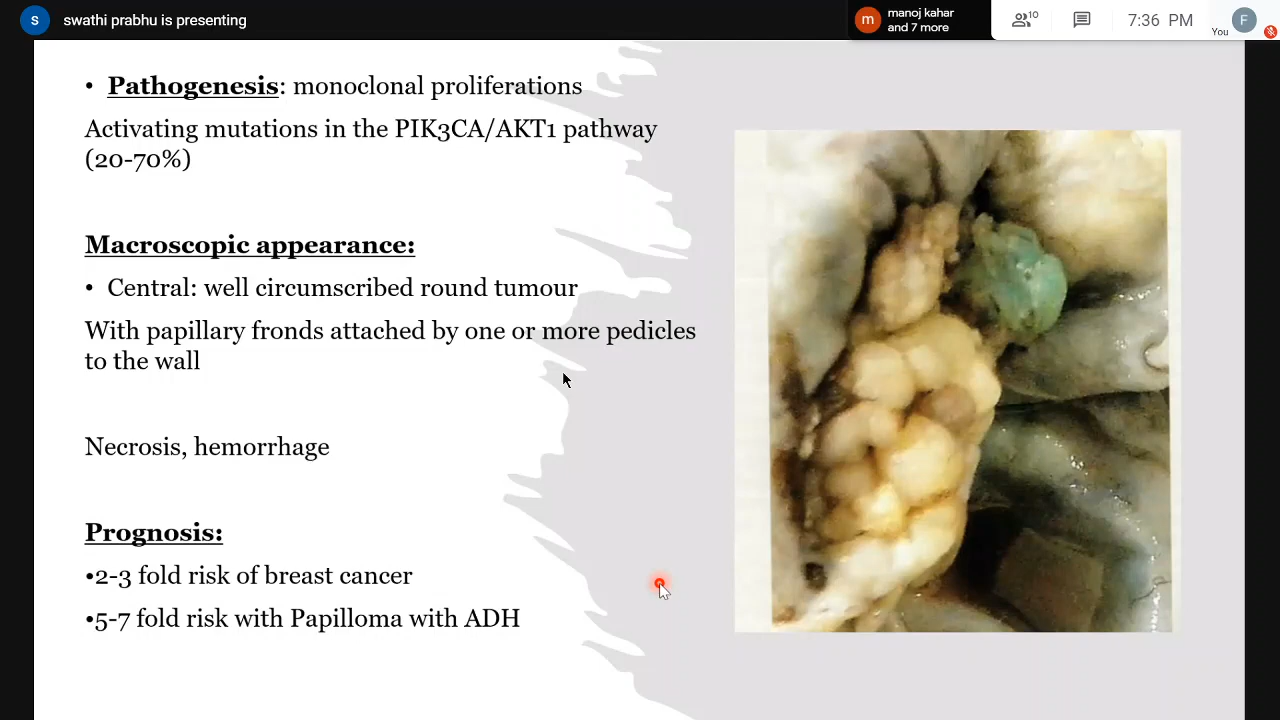 s swathi prabhu is presenting
m manoj kahar
and 7 more
10
7:36 PM
You
F
• Pathogenesis: monoclonal proliferations
Activating mutations in the PIK3CA/AKT1 pathway
(20-70%)
Macroscopic appearance:
• Central: well circumscribed round tumour
With papillary fronds attached by one or more pedicles
to the wall
Necrosis, hemorrhage
Prognosis:
•2-3 fold risk of breast cancer
•5-7 fold risk with Papilloma with ADH